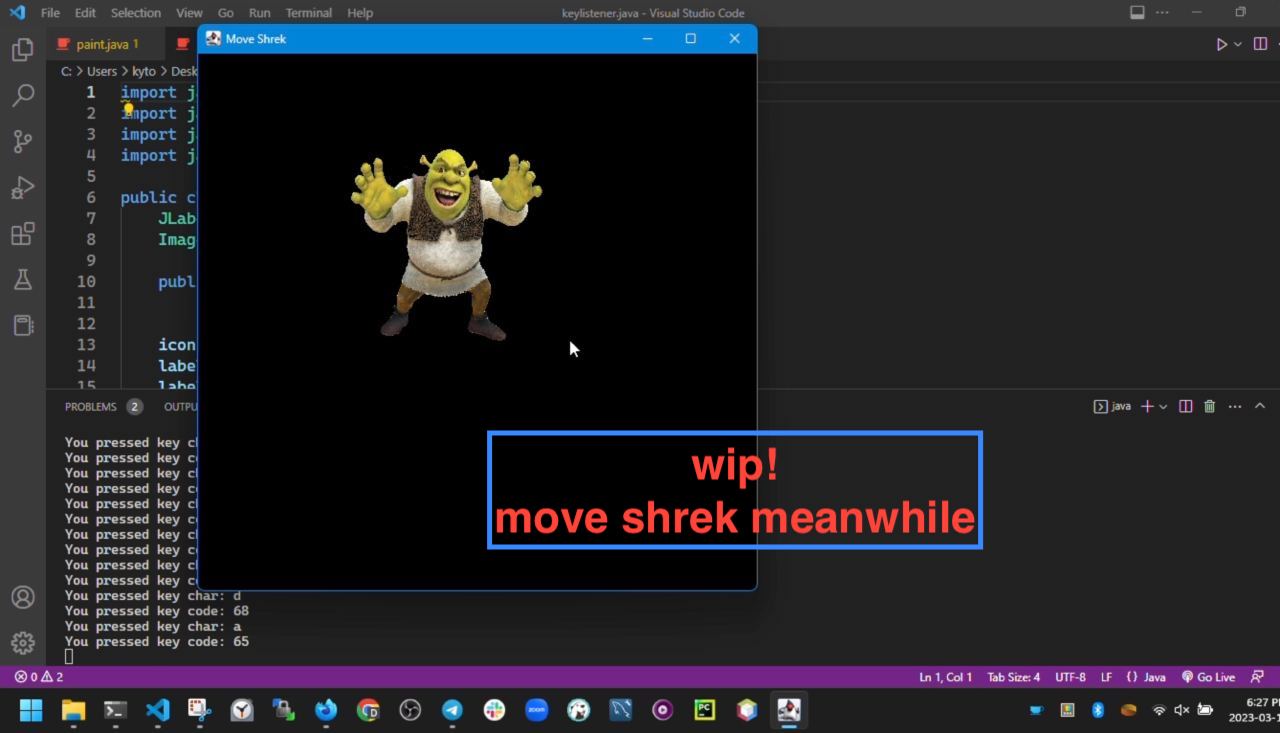 File Edit Selection View Go Run Terminal Help
keylistener.java - Visual Studio Code
paint.java 1
Move Shrek
C: > Users > kyto > Desk
1 import j
2 import j
3 import j
4 import j
5
6 public c
7 JLab
8 Imag
9
10 publ
11
12
13 icon
14 label
15 label
PROBLEMS 2 OUTPU
java
You pressed key c
You pressed key c
You pressed key c
You pressed key c
You pressed key c
You pressed key c
You pressed key c
You pressed key c
You pressed key c
You pressed key c
You pressed key char: d
You pressed key code: 68
You pressed key char: a
You pressed key code: 65
wip!
move shrek meanwhile
0 2
Ln 1, Col 1 Tab Size: 4 UTF-8 LF {} Java Go Live
zoom
PC
6:27 P
2023-03-1